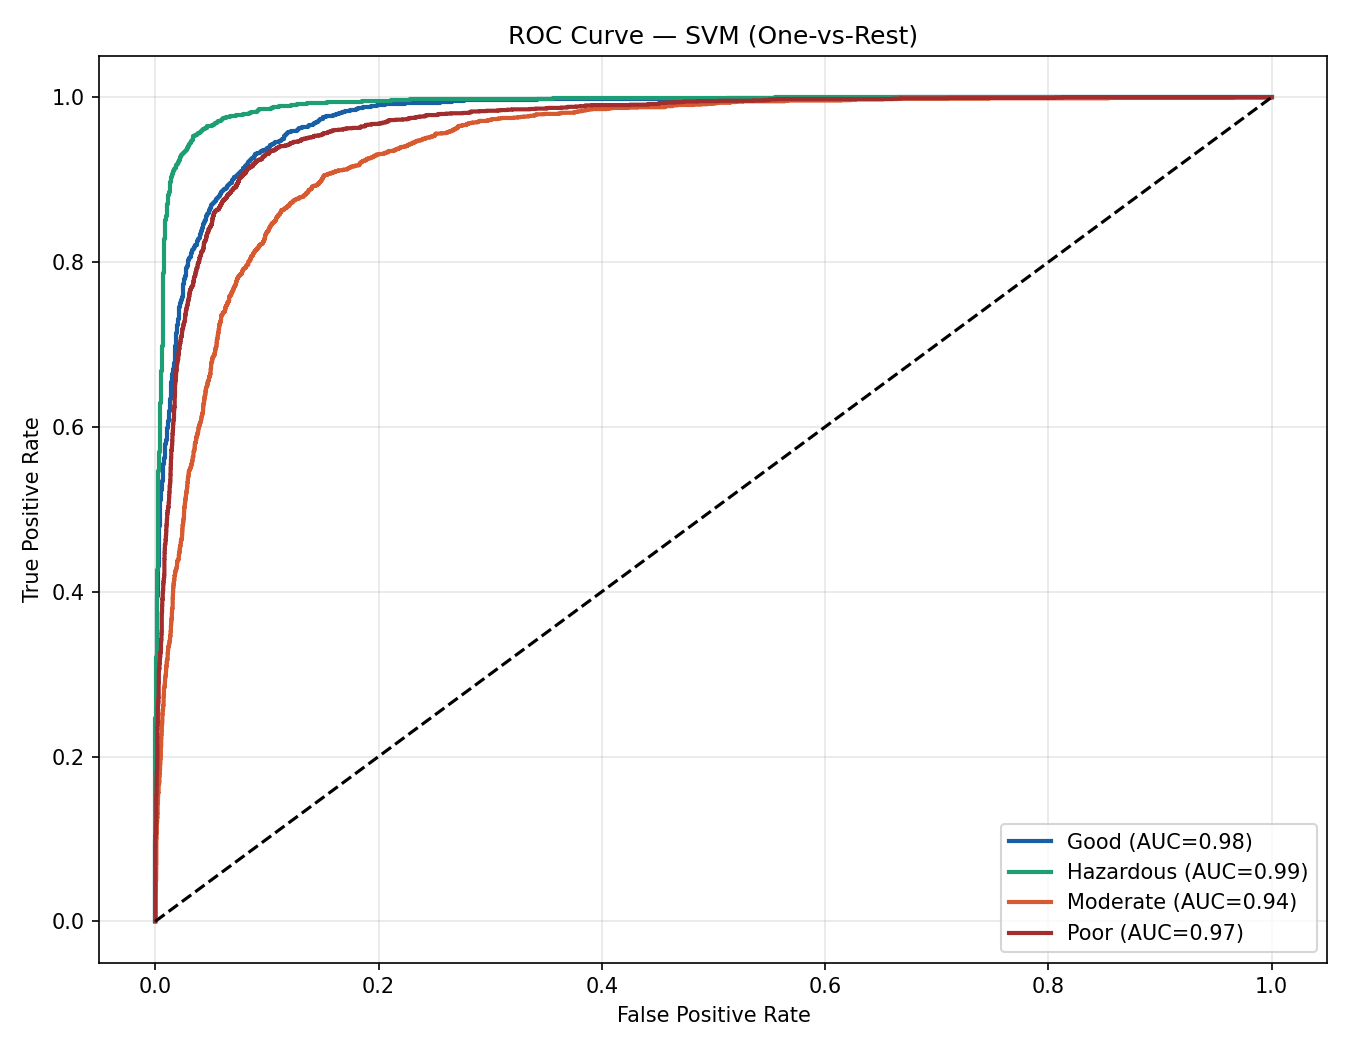 ROC Curve — SVM (One-vs-Rest)
True Positive Rate
1.0
0.8
0.6
0.4
0.2
0.0
0.0 0.2 0.4 0.6 0.8 1.0
False Positive Rate
Good (AUC=0.98)
Hazardous (AUC=0.99)
Moderate (AUC=0.94)
Poor (AUC=0.97)